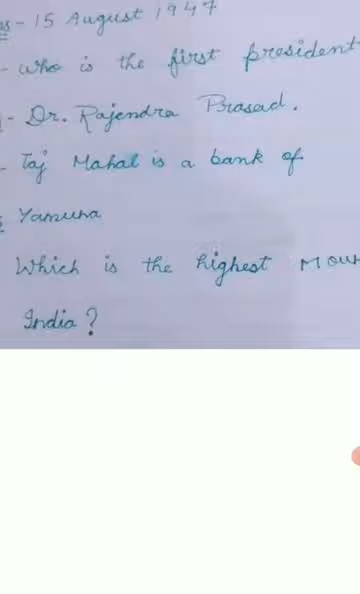 - 15 August 1947
- Who is the first president
- Dr. Rajendra Prasad.
- Taj Mahal is a bank of
Yamuna
Which is the highest Moun
India ?